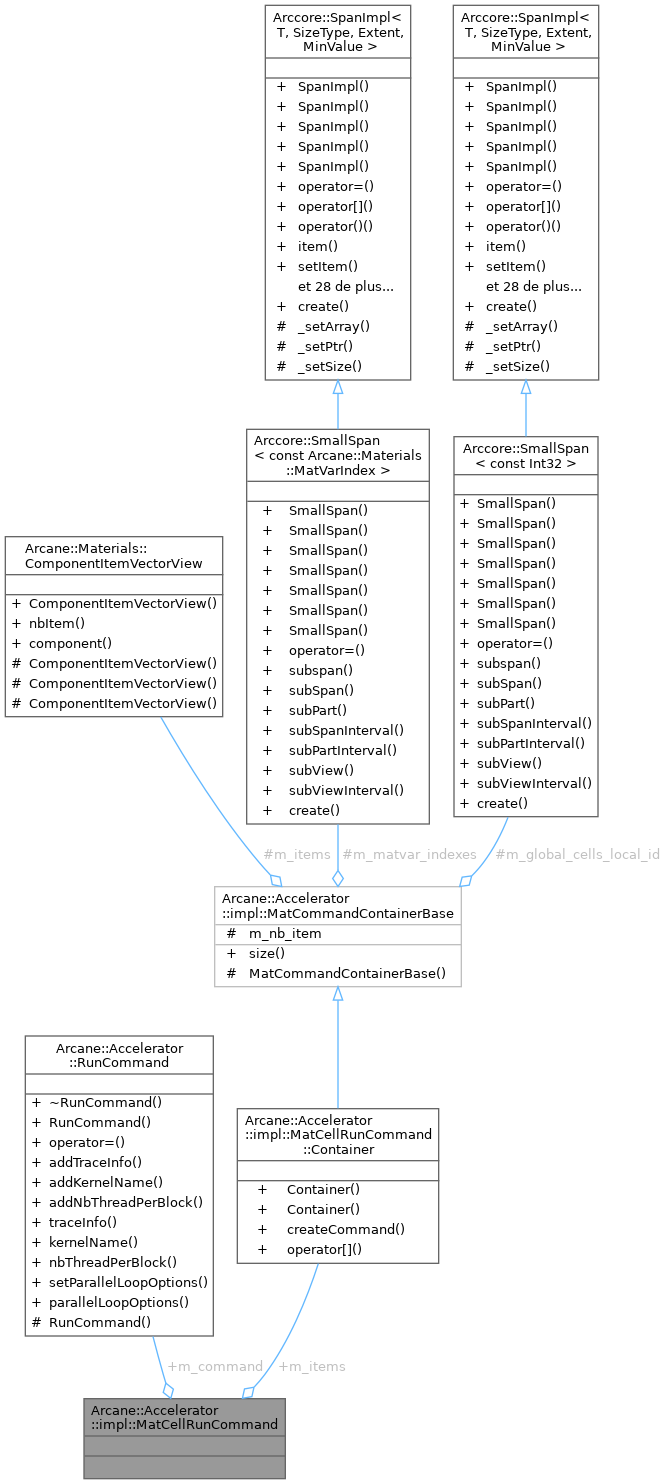 Arccore::SpanImpl<
T, SizeType, Extent,
MinValue >
+ SpanImpl()
+ SpanImpl()
+ SpanImpl()
+ SpanImpl()
+ SpanImpl()
+ operator=()
+ operator[]()
+ operator()()
+ item()
+ setItem()
et 28 de plus...
+ create()
# _setArray()
# _setPtr()
# _setSize()
Arccore::SpanImpl<
T, SizeType, Extent,
MinValue >
+ SpanImpl()
+ SpanImpl()
+ SpanImpl()
+ SpanImpl()
+ SpanImpl()
+ operator=()
+ operator[]()
+ operator()()
+ item()
+ setItem()
et 28 de plus...
+ create()
# _setArray()
# _setPtr()
# _setSize()
Arccore::SmallSpan
< const Arcane::Materials
::MatVarIndex >
+ SmallSpan()
+ SmallSpan()
+ SmallSpan()
+ SmallSpan()
+ SmallSpan()
+ SmallSpan()
+ SmallSpan()
+ operator=()
+ subspan()
+ subSpan()
+ subPart()
+ subSpanInterval()
+ subPartInterval()
+ subView()
+ subViewInterval()
+ create()
Arccore::SmallSpan
< const Int32 >
+ SmallSpan()
+ SmallSpan()
+ SmallSpan()
+ SmallSpan()
+ SmallSpan()
+ SmallSpan()
+ SmallSpan()
+ operator=()
+ subspan()
+ subSpan()
+ subPart()
+ subSpanInterval()
+ subPartInterval()
+ subView()
+ subViewInterval()
+ create()
Arcane::Materials::
ComponentItemVectorView
+ ComponentItemVectorView()
+ nbItem()
+ component()
# ComponentItemVectorView()
# ComponentItemVectorView()
# ComponentItemVectorView()
#m_items
#m_matvar_indexes
#m_global_cells_local_id
Arcane::Accelerator
::impl::MatCommandContainerBase
# m_nb_item
+ size()
# MatCommandContainerBase()
Arcane::Accelerator
::RunCommand
+ ~RunCommand()
+ RunCommand()
+ operator=()
+ addTraceInfo()
+ addKernelName()
+ addNbThreadPerBlock()
+ traceInfo()
+ kernelName()
+ nbThreadPerBlock()
+ setParallelLoopOptions()
+ parallelLoopOptions()
# RunCommand()
Arcane::Accelerator
::impl::MatCellRunCommand
::Container
+ Container()
+ Container()
+ createCommand()
+ operator[]()
+m_command
+m_items
Arcane::Accelerator
::impl::MatCellRunCommand